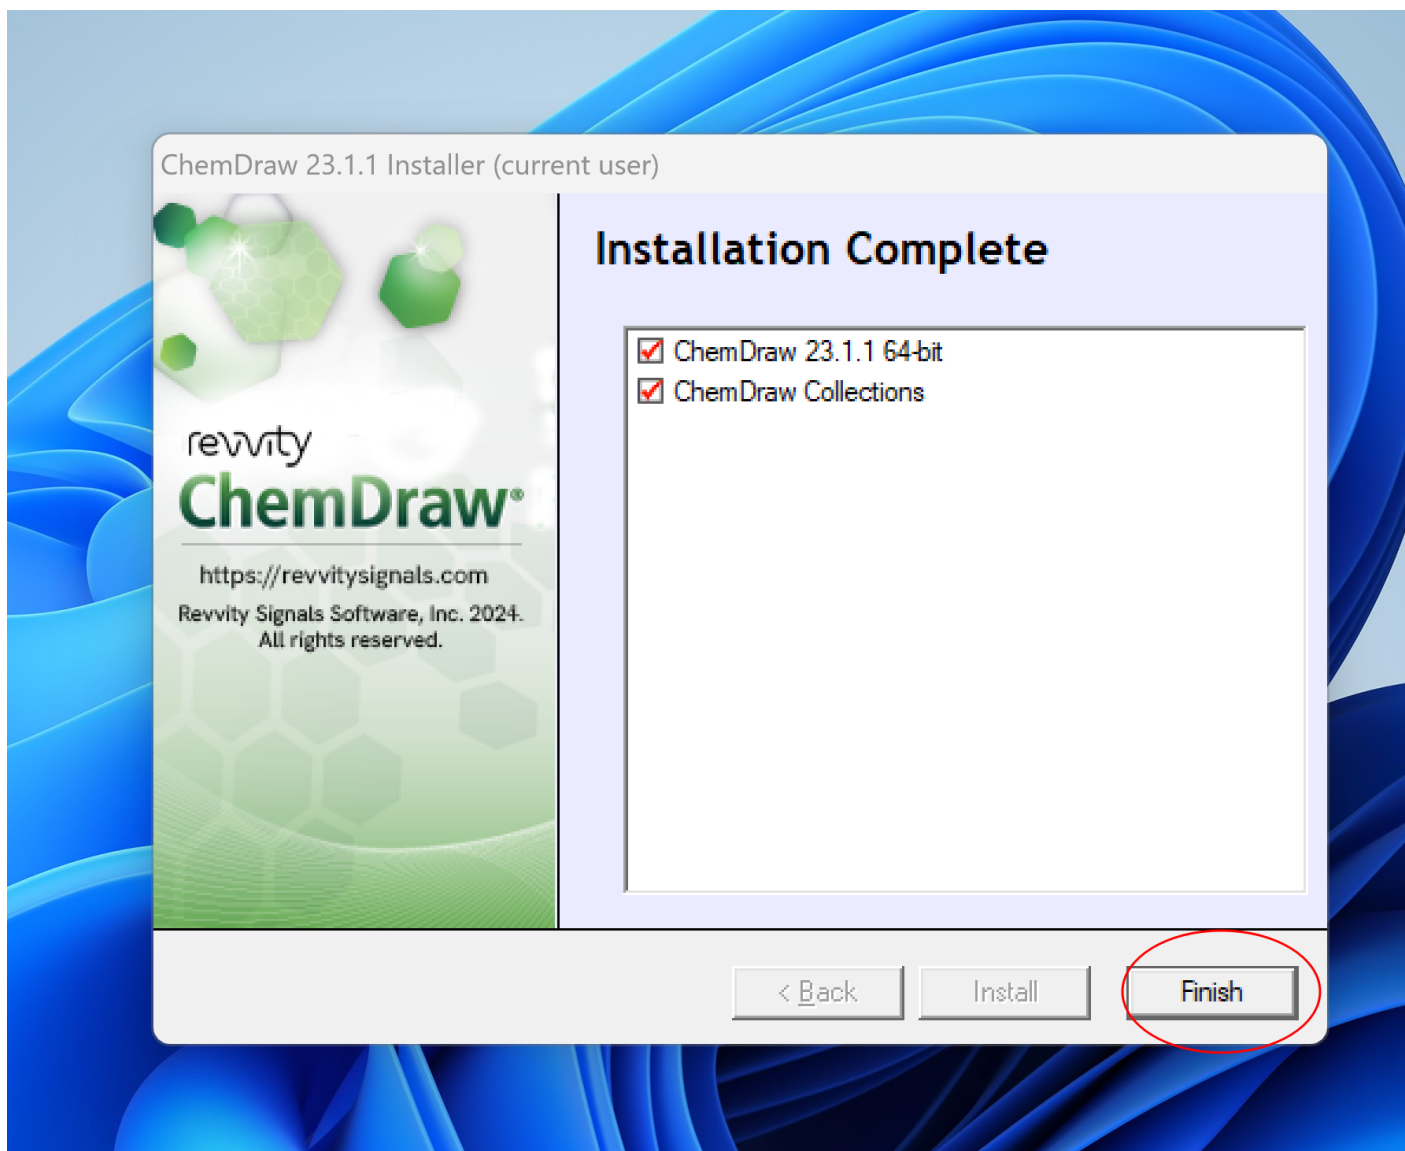 ChemDraw 23.1.1 Installer (current user)
revvity
ChemDraw®
https://revvitysignals.com
Revvity Signals Software, Inc. 2024.
All rights reserved.
Installation Complete
ChemDraw 23.1.1 64-bit
ChemDraw Collections
< Back
Install
Finish